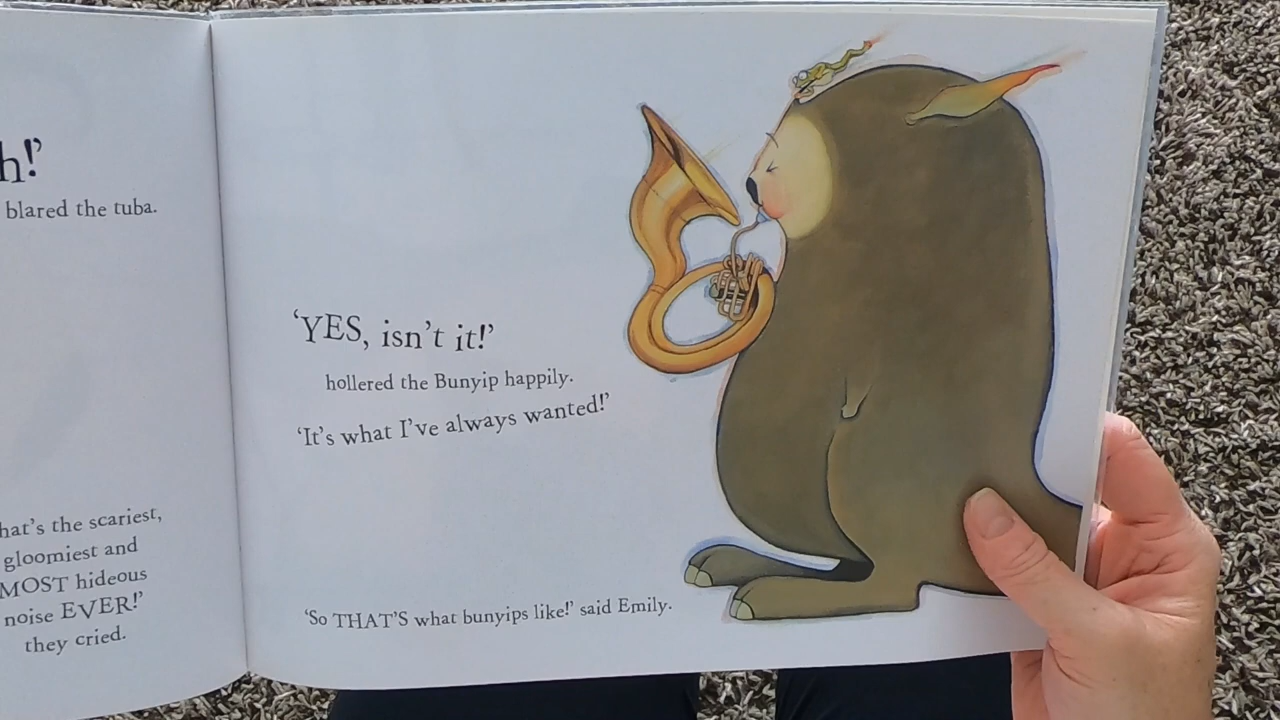 h!'
blared the tuba.
hat's the scariest,
gloomiest and
MOST hideous
noise EVER!'
they cried.
'YES, isn't it!'
hollered the Bunyip happily.
'It's what I've always wanted!'
'So THAT'S what bunyips like!' said Emily.